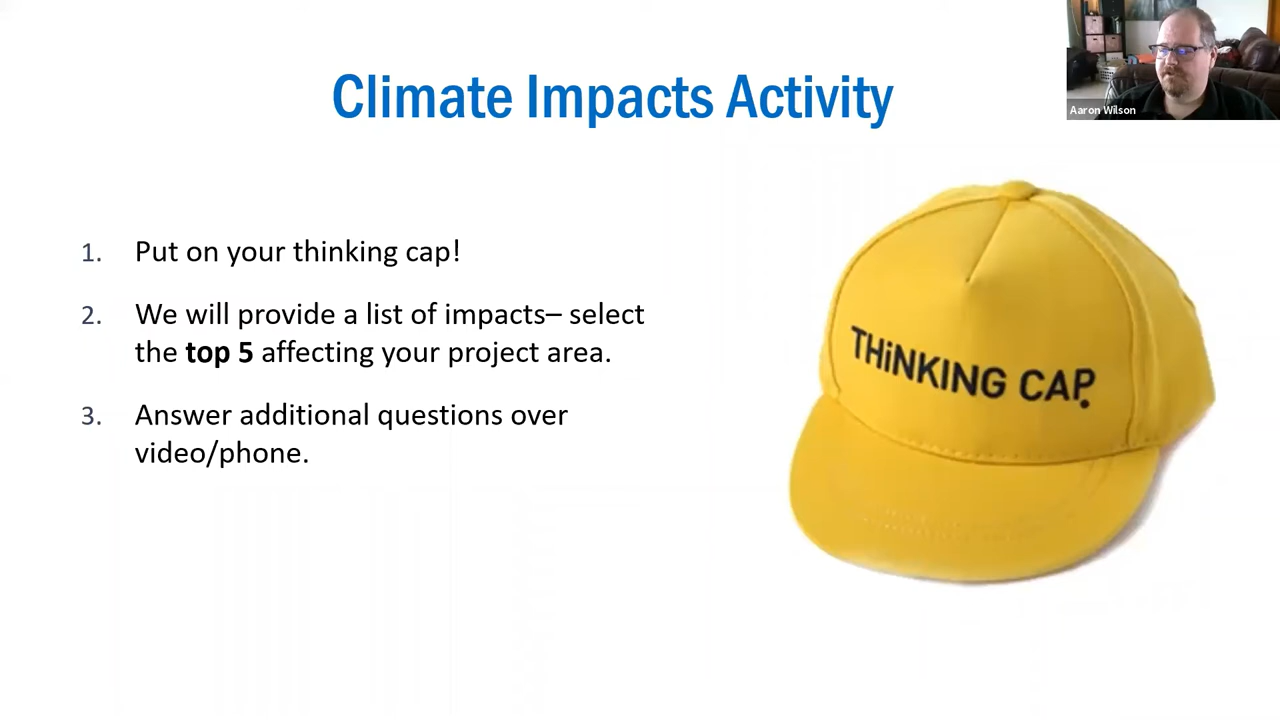 Climate Impacts Activity
Aaron Wilson
1. Put on your thinking cap!
2. We will provide a list of impacts– select
the top 5 affecting your project area.
3. Answer additional questions over
video/phone.
THiNKING CAP.